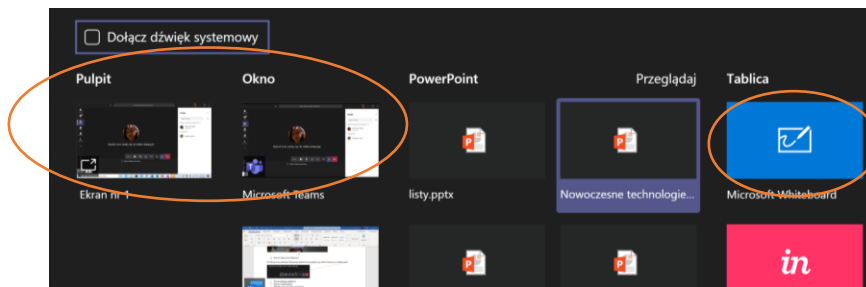 Dołącz dźwięk systemowy
Pulpit Okno PowerPoint Przeglądaj Tablica
Ekran nr 1 Microsoft Teams listy.pptx Nowoczesne technologie... Microsoft Whiteboard
in